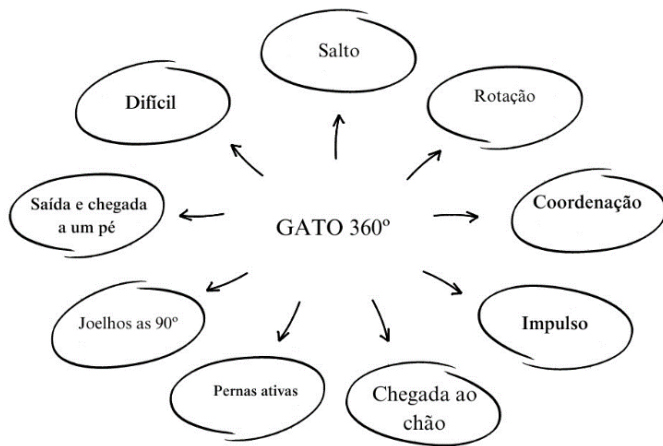 Salto
Difícil
Rotação
Saída e chegada
a um pé
Coordenação
GATO 360º
Joelhos as 90º
Impulso
Pernas ativas
Chegada ao
chão